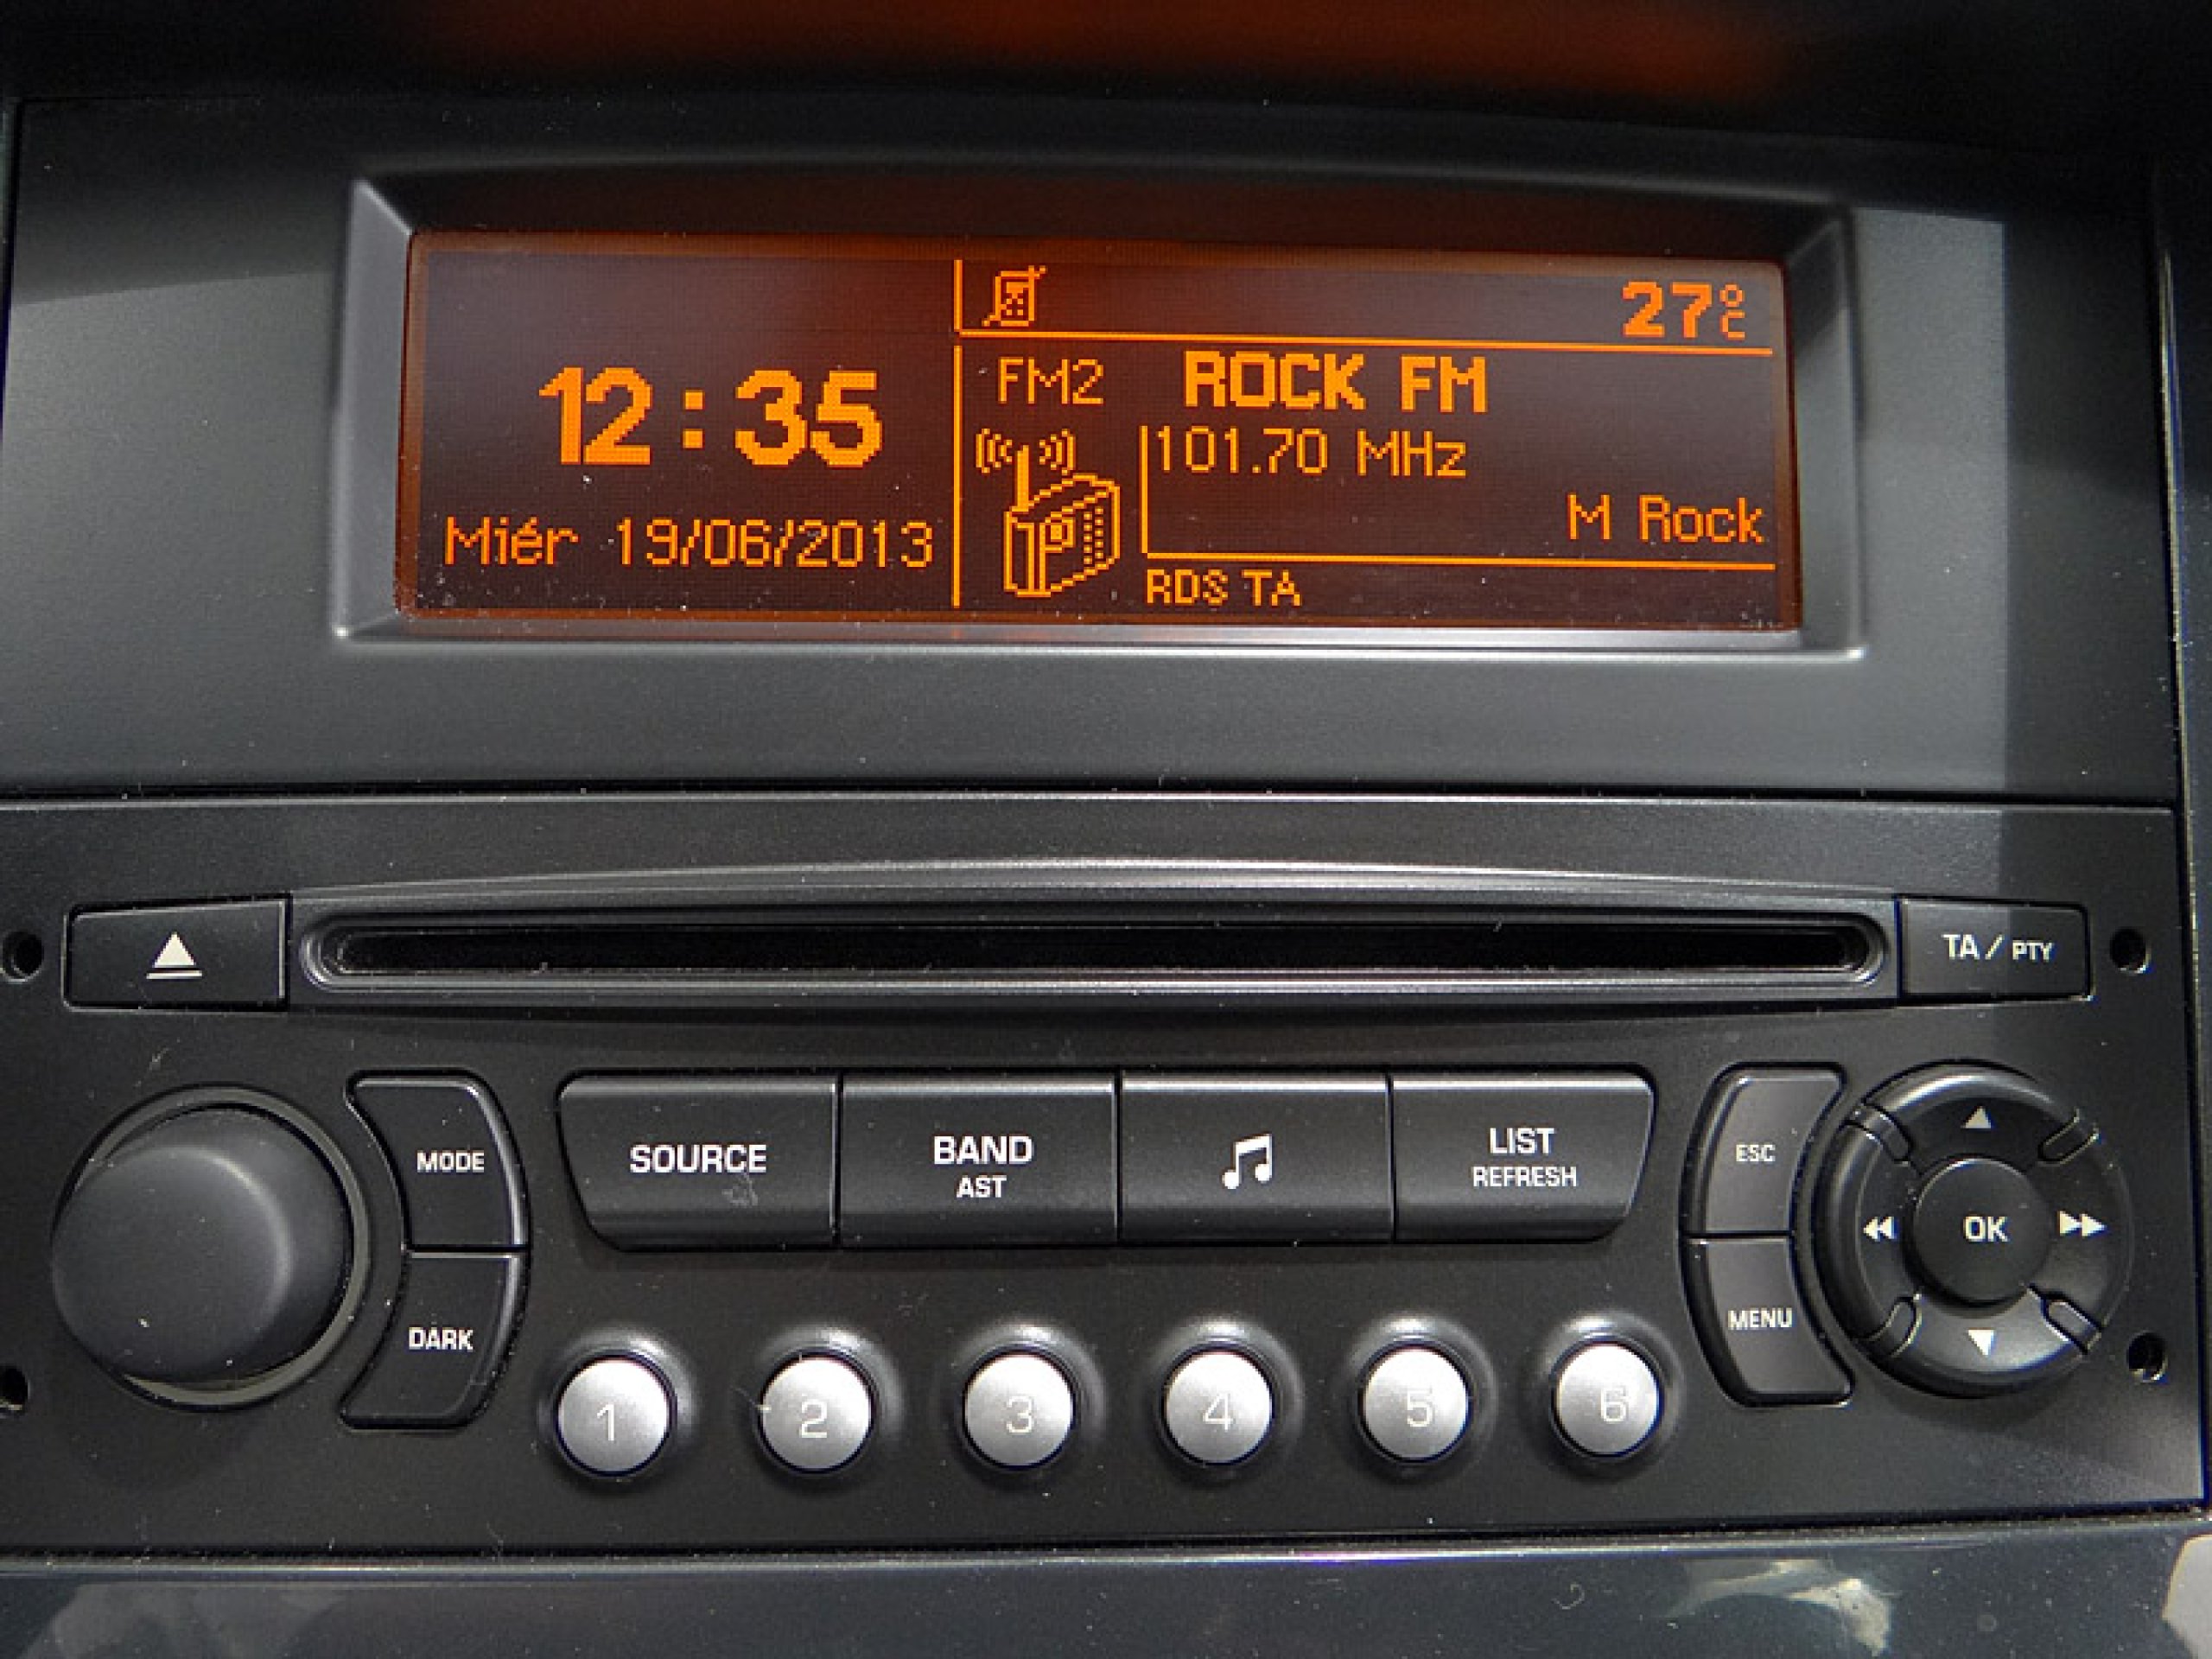 27°C
12:35
FM2 ROCK FM
101.70 MHz
M Rock
Miér 19/06/2013
RDS TA
TA / PTY
MODE
SOURCE
BAND
AST
LIST
REFRESH
ESC
OK
DARK
MENU
1 2 3 4 5 6